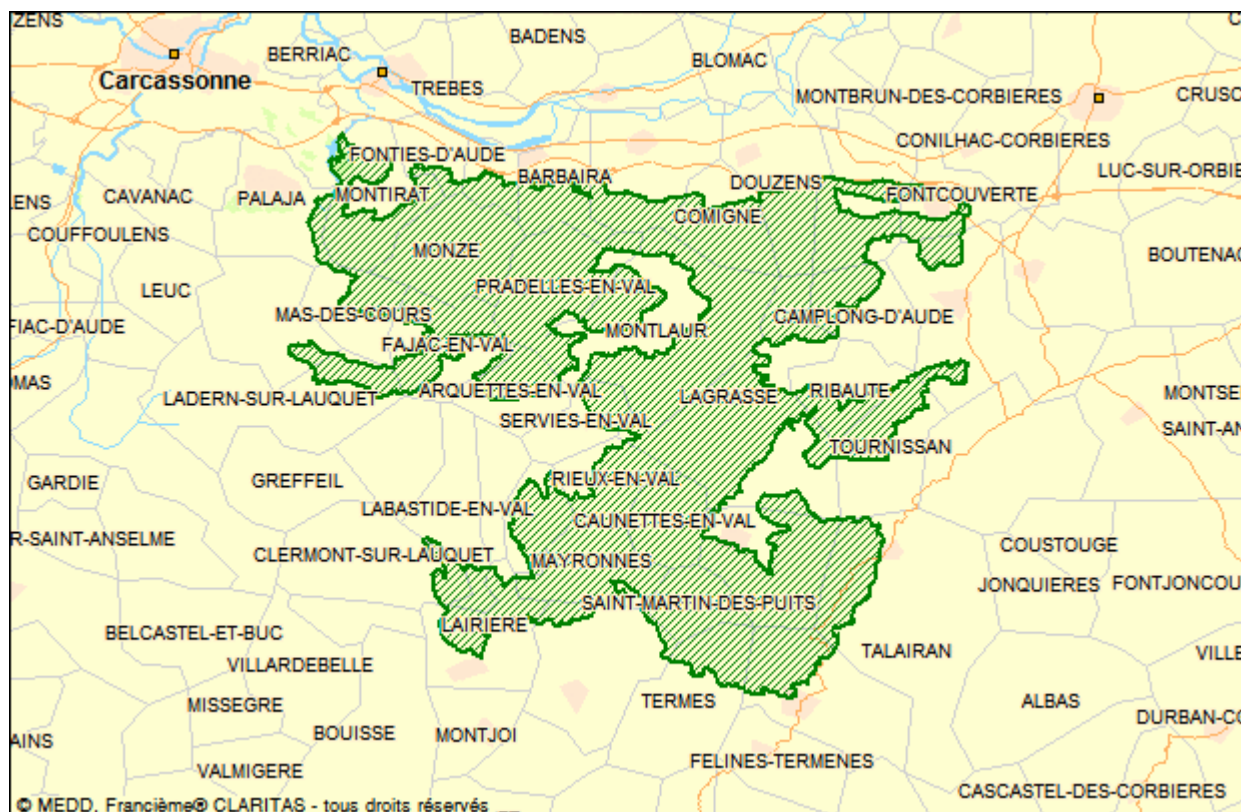 ZENS
BADENS
C
BERRIAC
BLOMAC
Carcassonne
TREBES
MONTBRUN-DES-CORBIERES
CRUSC
CONILHAC-CORBIERES
FONTIES-D'AUDE
LUC-SUR-ORBIE
BARBAIRA
DOUZENS
CAVANAC
PALAJA
MONTIRAT
FONTCOUVERTE
LENS
COMIGNE
COUFFOULENS
MONZE
BOUTENAC
PRADELLES-EN-VAL
LEUC
MAS-DES-COURS
CAMPLONG-D'AUDE
FIAC-D'AUDE
MONTLAUR
FAJAC-EN-VAL
OMAS
ARQUETTES-EN-VAL
RIBAUTE
LADERN-SUR-LAUQUET
LAGRASSE
MONTSE
SERVIES-EN-VAL
SAINT-AN
TOURNISSAN
GARDIE
GREFFEIL
RIEUX-EN-VAL
LABASTIDE-EN-VAL
CAUNETTES-EN-VAL
R-SAINT-ANSELME
COUSTOUGE
CLERMONT-SUR-LAUQUET
MAYRONNES
JONQUIERES
FONTJONCOU
SAINT-MARTIN-DES-PUITS
LAIRIERE
BELCASTEL-ET-BUC
TALAIRAN
VILLE
VILLARDEBELLE
MISSEGRE
TERMES
ALBAS
DURBAN-CO
BOUISSE
MONTJOI
AINS
FELINES-TERMENES
VALMIGERE
CASCASTEL-DES-CORBIERES
© MEDD, Francième® CLARITAS - tous droits réservés